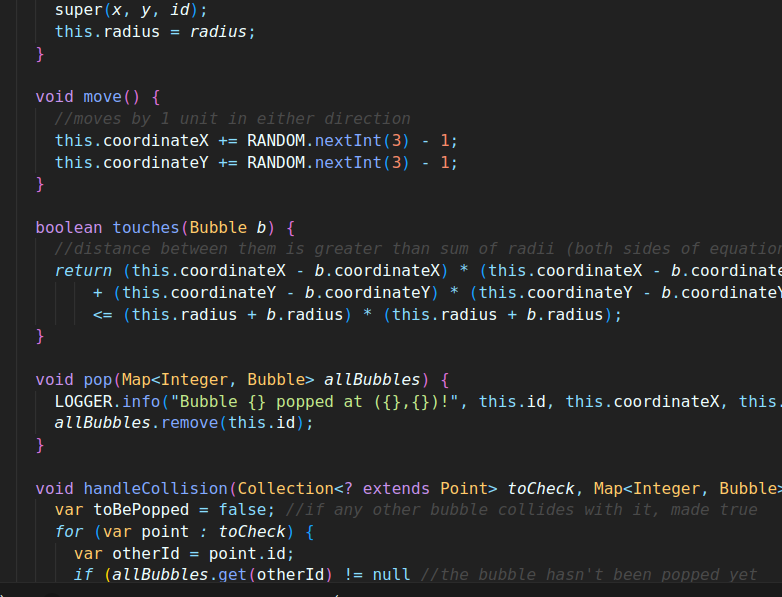 super(x, y, id);
this.radius = radius;
}
void move() {
//moves by 1 unit in either direction
this.coordinateX += RANDOM.nextInt(3) - 1;
this.coordinateY += RANDOM.nextInt(3) - 1;
}
boolean touches(Bubble b) {
//distance between them is greater than sum of radii (both sides of equation
return (this.coordinateX - b.coordinateX) * (this.coordinateX - b.coordinate
+ (this.coordinateY - b.coordinateY) * (this.coordinateY - b.coordinateY
<= (this.radius + b.radius) * (this.radius + b.radius);
}
void pop(Map<Integer, Bubble> allBubbles) {
LOGGER.info("Bubble {} popped at ({},{})!", this.id, this.coordinateX, this.
allBubbles.remove(this.id);
}
void handleCollision(Collection<? extends Point> toCheck, Map<Integer, Bubble>
var toBePopped = false; //if any other bubble collides with it, made true
for (var point : toCheck) {
var otherId = point.id;
if (allBubbles.get(otherId) != null //the bubble hasn't been popped yet